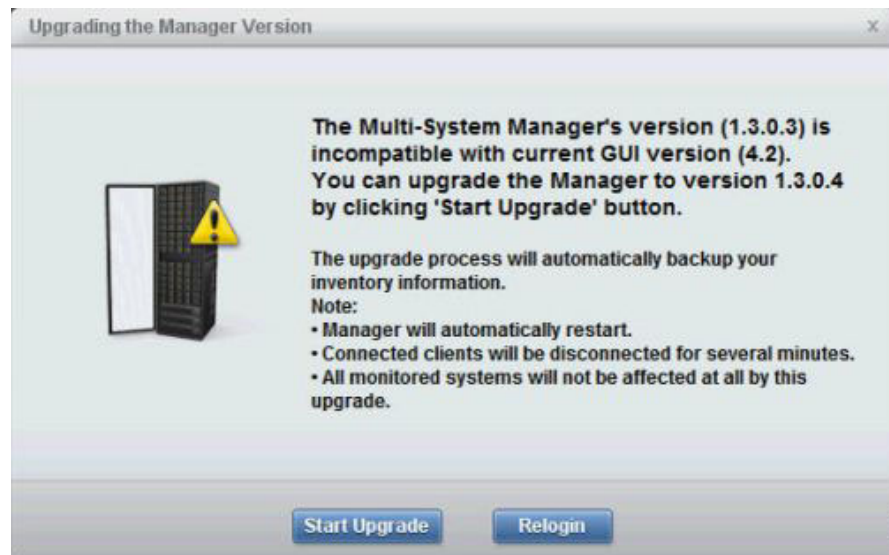 Upgrading the Manager Version
x
The Multi-System Manager's version (1.3.0.3) is
incompatible with current GUI version (4.2).
You can upgrade the Manager to version 1.3.0.4
by clicking 'Start Upgrade' button.
The upgrade process will automatically backup your
inventory information.
Note:
• Manager will automatically restart.
• Connected clients will be disconnected for several minutes.
• All monitored systems will not be affected at all by this
upgrade.
Start Upgrade
Relogin